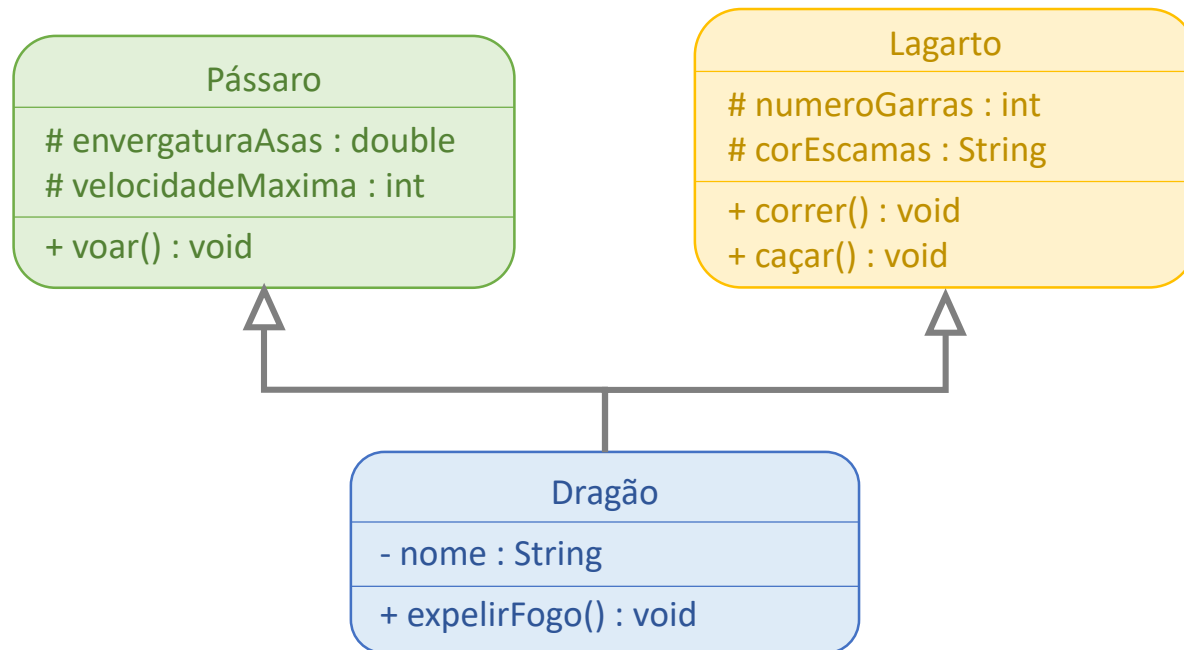 Pássaro
# envergaturaAsas : double
# velocidadeMaxima : int
+ voar() : void
Lagarto
# numeroGarras : int
# corEscamas : String
+ correr() : void
+ caçar() : void
Dragão
- nome : String
+ expelirFogo() : void